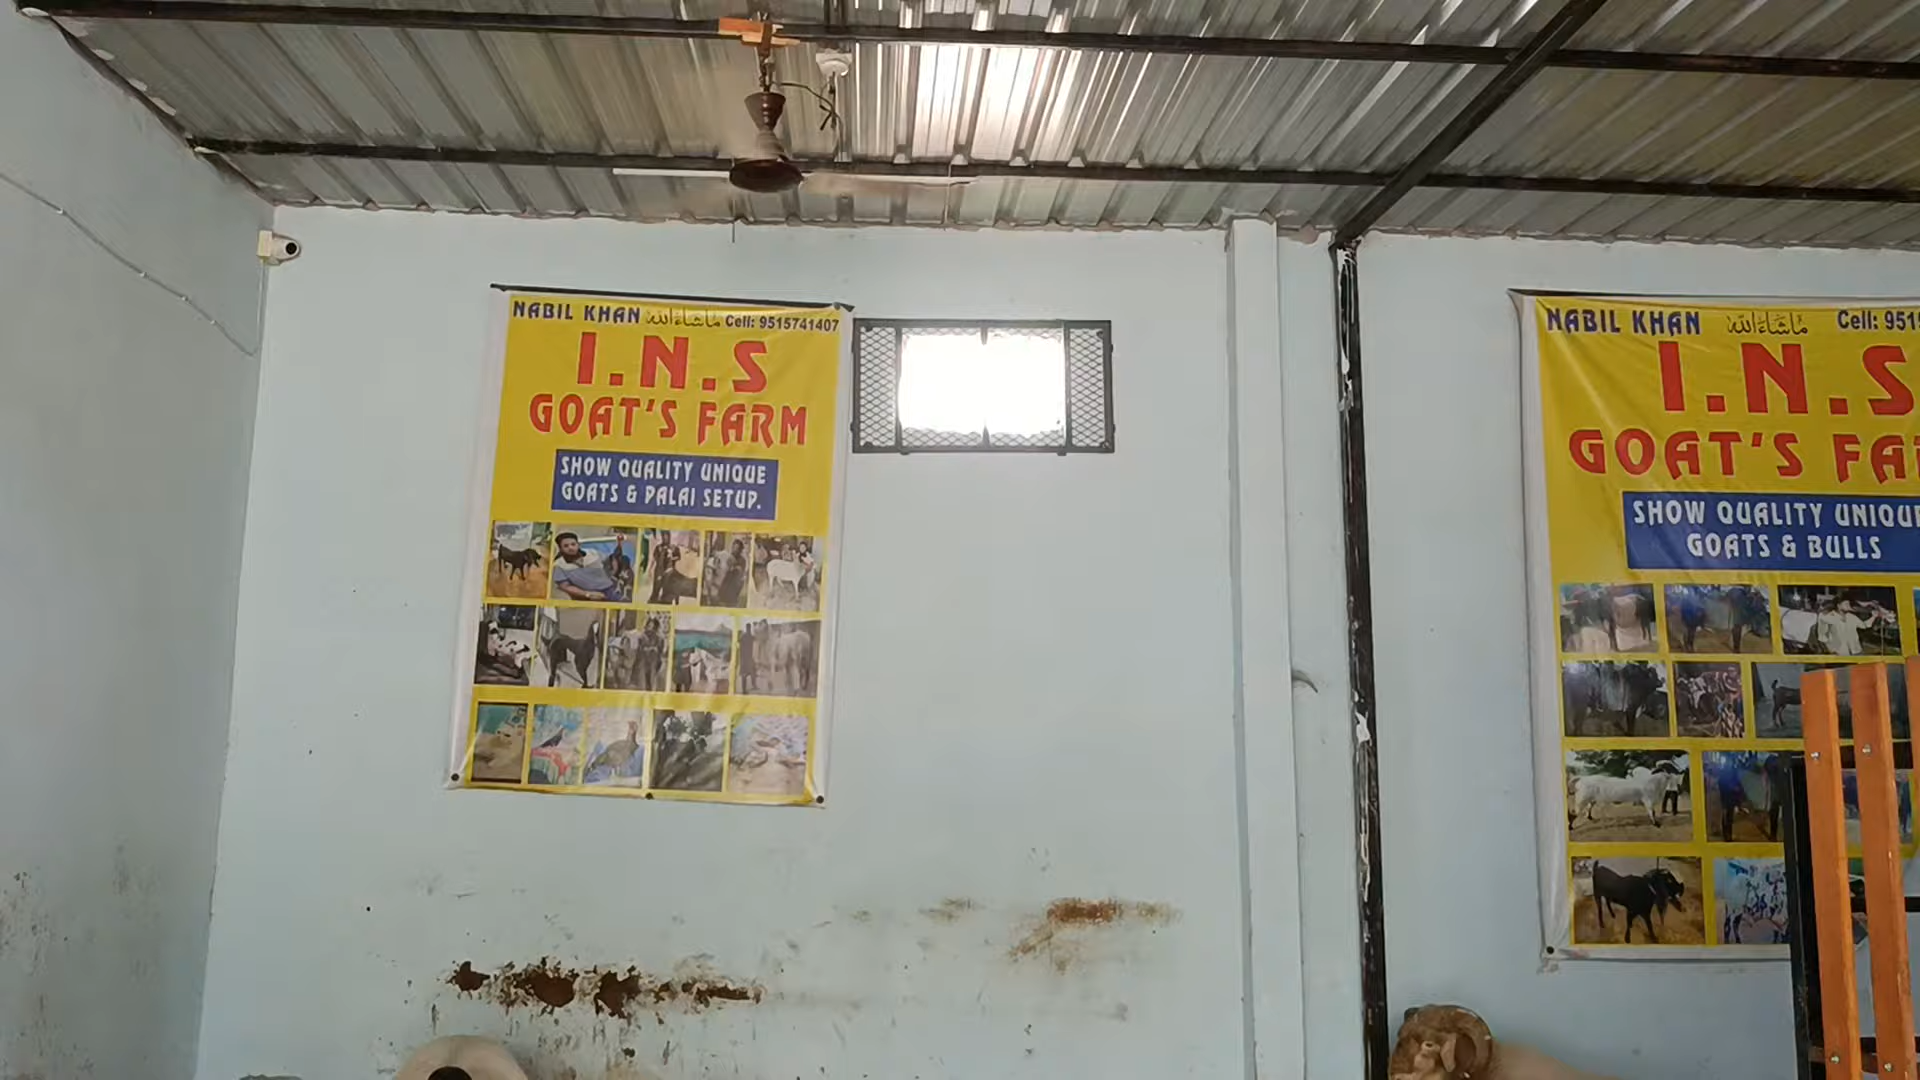 NABIL KHAN ماشاءالله Cell: 9515741407
I.N.S
GOAT'S FARM
SHOW QUALITY UNIQUE
GOATS & PALAI SETUP.
NABIL KHAN ماشاءالله Cell: 951
I.N.S
GOAT'S FA
SHOW QUALITY UNIQUE
GOATS & BULLS